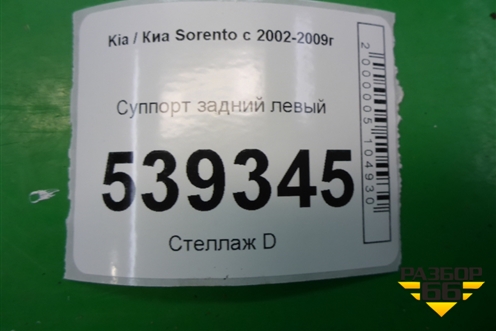 Kia / Киа Sorento с 2002-2009г
Суппорт задний левый
539345
Стеллаж D
2000005104930
РАЗБОР
66